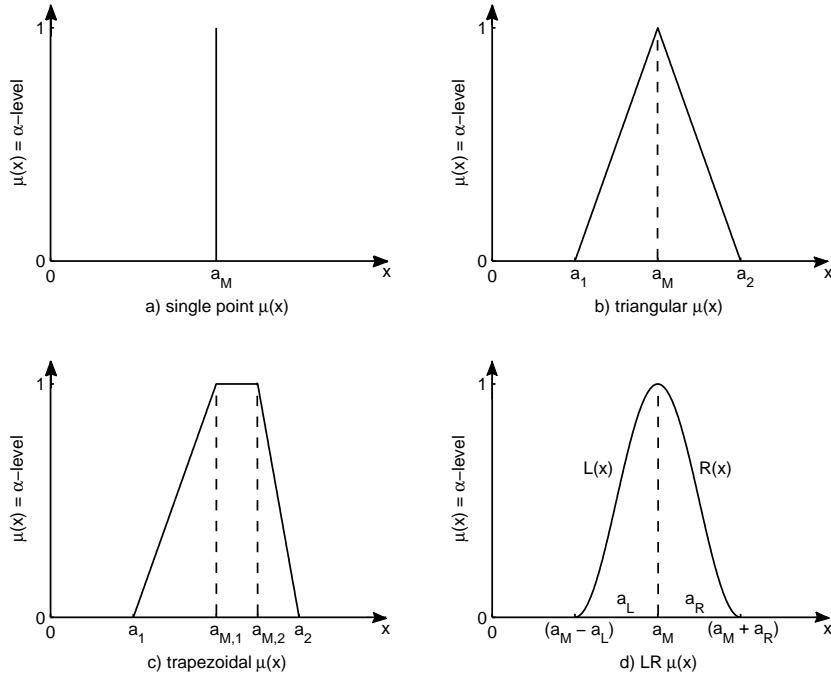 1
μ(x) = α−level
0
0
a_M
x
a) single point μ(x)
1
μ(x) = α−level
0
0
a_1
a_M
a_2
x
b) triangular μ(x)
1
μ(x) = α−level
0
0
a_1
a_M,1
a_M,2
a_2
x
c) trapezoidal μ(x)
1
μ(x) = α−level
L(x)
R(x)
a_L
a_R
0
0
(a_M − a_L)
a_M
(a_M + a_R)
x
d) LR μ(x)